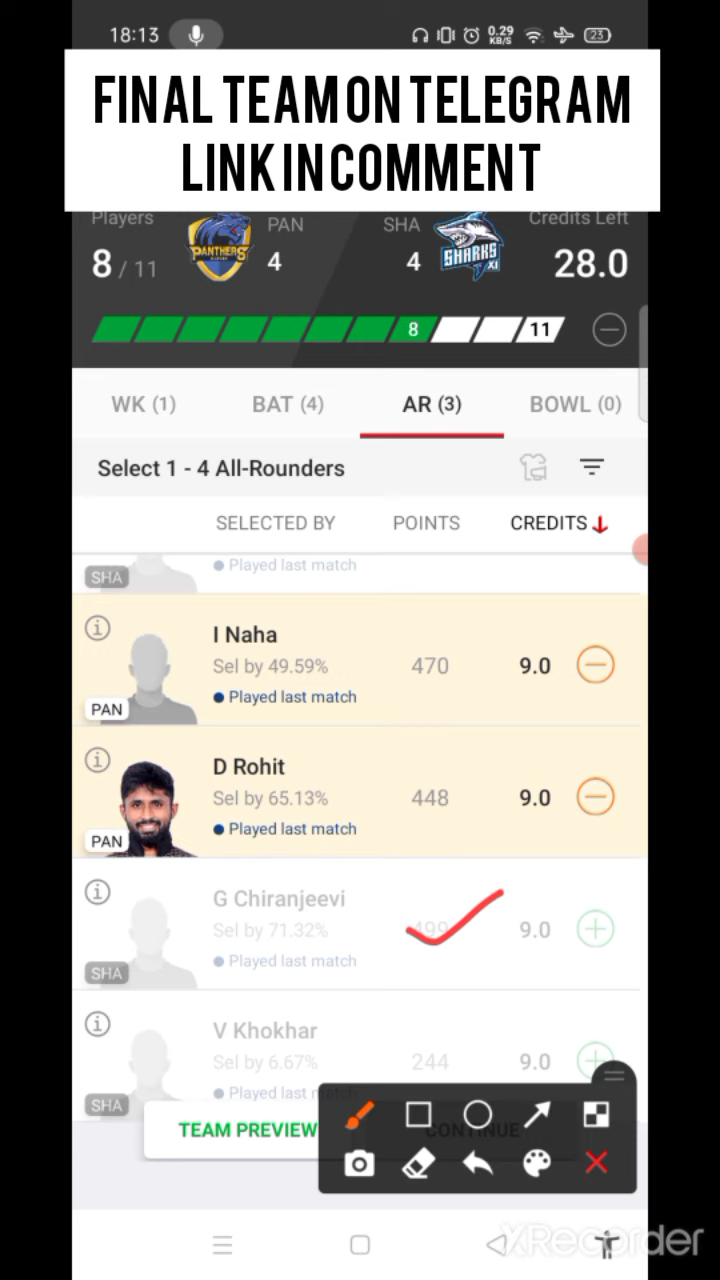 18:13 0.29 KB/S 23
FINAL TEAM ON TELEGRAM
LINK IN COMMENT
Players PAN SHA Credits Left
8 / 11 PANTHERS 4 4 SHARKS XI 28.0
8 11
WK (1) BAT (4) AR (3) BOWL (0)
Select 1 - 4 All-Rounders
SELECTED BY POINTS CREDITS
SHA Played last match
I Naha
Sel by 49.59% 470 9.0
Played last match
PAN
D Rohit
Sel by 65.13% 448 9.0
Played last match
PAN
G Chiranjeevi
Sel by 71.32% 499 9.0
Played last match
SHA
V Khokhar
Sel by 6.67% 244 9.0
Played last m
SHA
TEAM PREVIEW CONTINUE
XRecorder